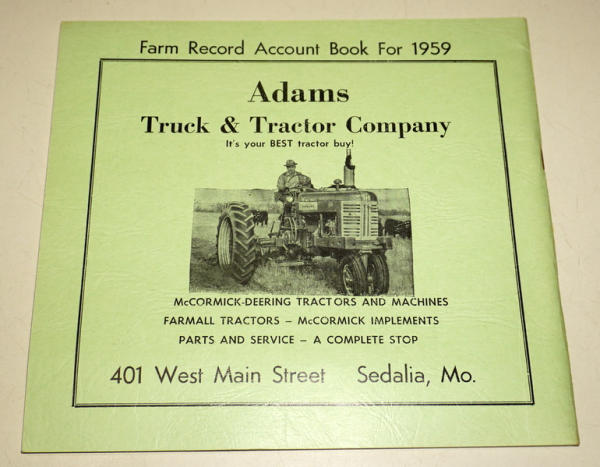 Farm Record Account Book For 1959
Adams
Truck & Tractor Company
It's your BEST tractor buy!
McCORMICK-DEERING TRACTORS AND MACHINES
FARMALL TRACTORS – McCORMICK IMPLEMENTS
PARTS AND SERVICE – A COMPLETE STOP
401 West Main Street Sedalia, Mo.